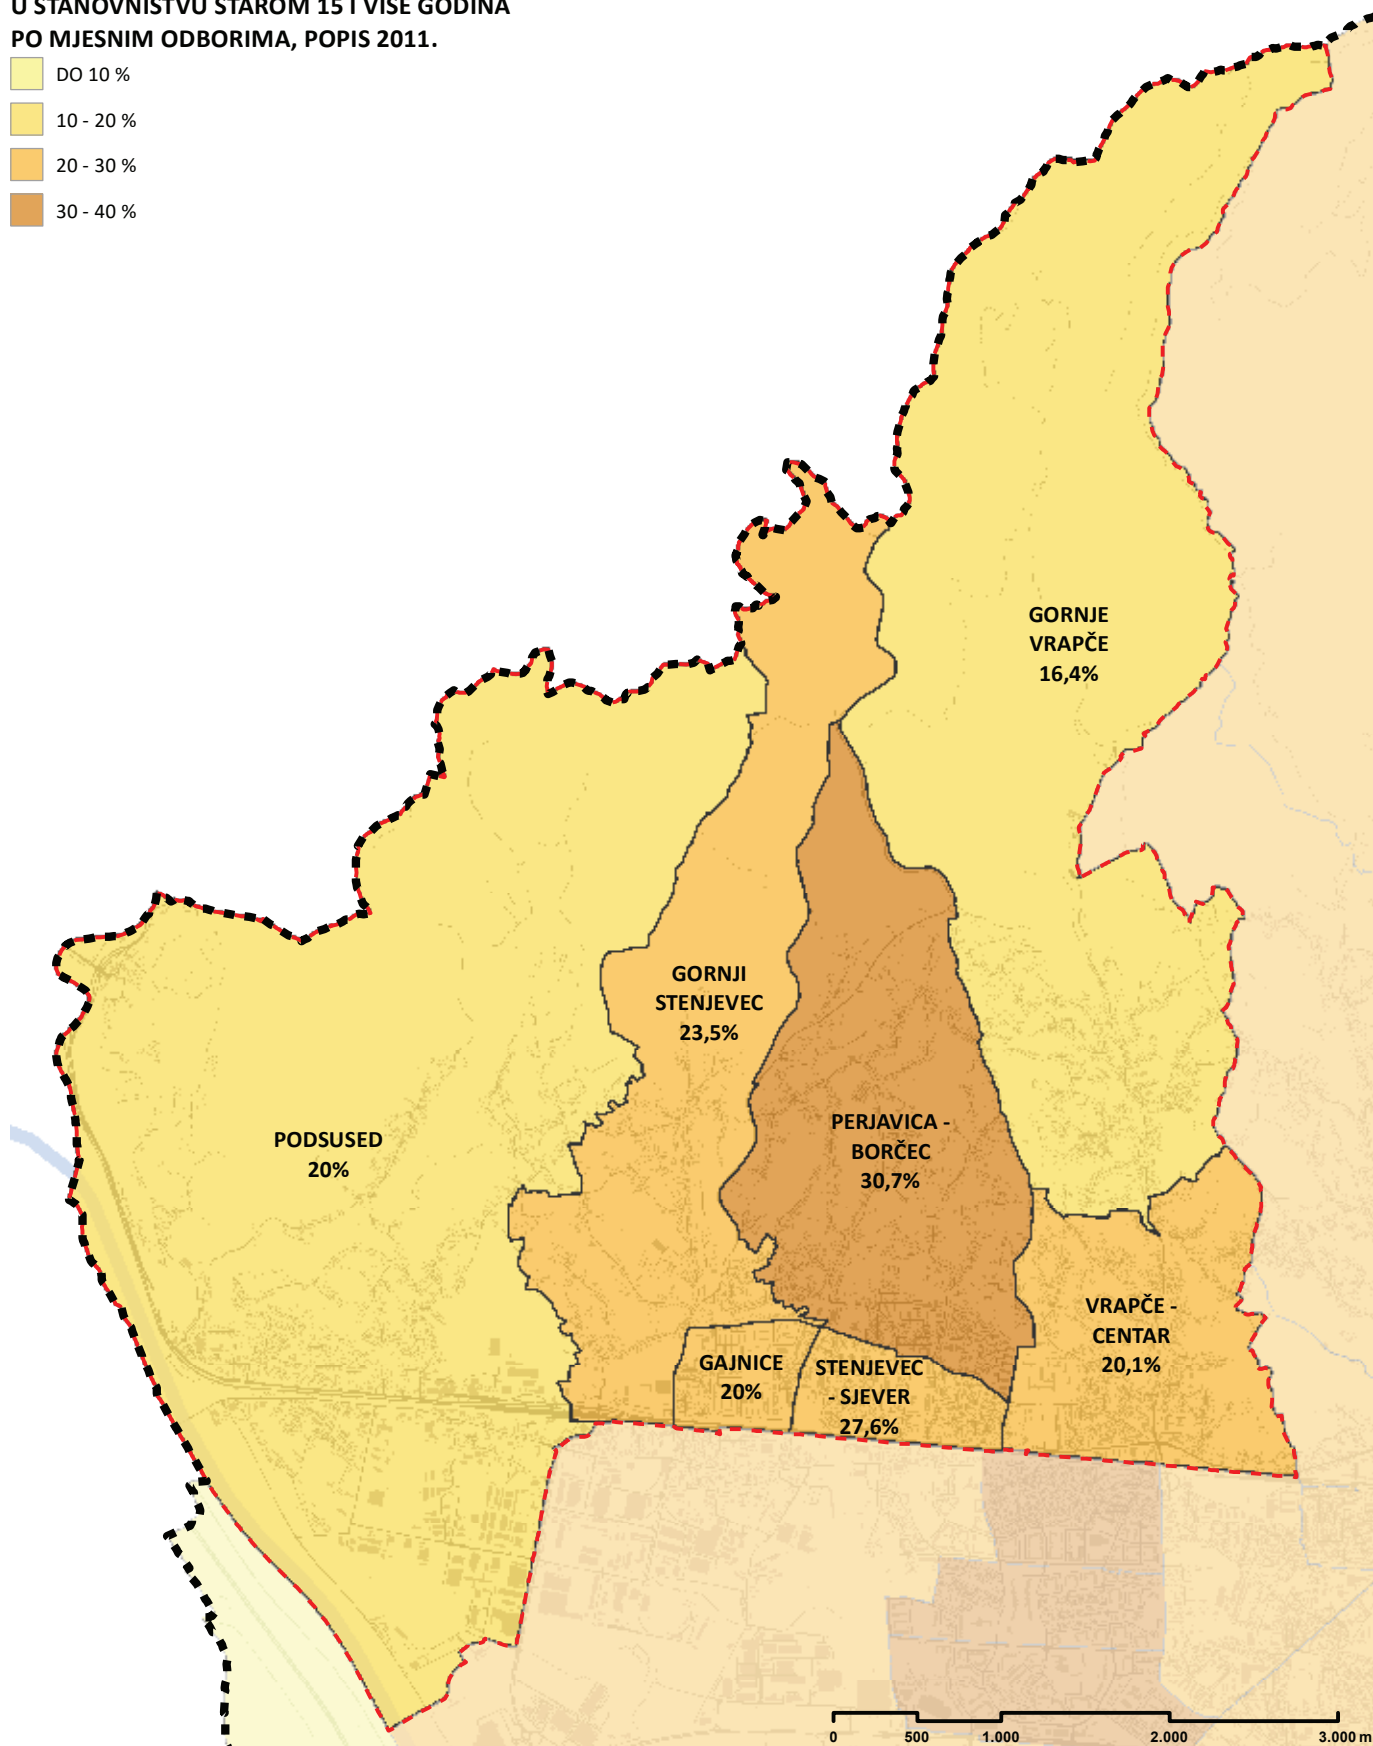 U STANOVNIŠTVU STAROM 15 I VIŠE GODINA
PO MJESNIM ODBORIMA, POPIS 2011.
DO 10 %
10 - 20 %
20 - 30 %
30 - 40 %
GORNJE
VRAPČE
16,4%
GORNJI
STENJEVEC
23,5%
PERJAVICA -
BORČEC
30,7%
PODSUSED
20%
VRAPČE -
CENTAR
20,1%
GAJNICE
20%
STENJEVEC
- SJEVER
27,6%
0 500 1.000 2.000 3.000 m